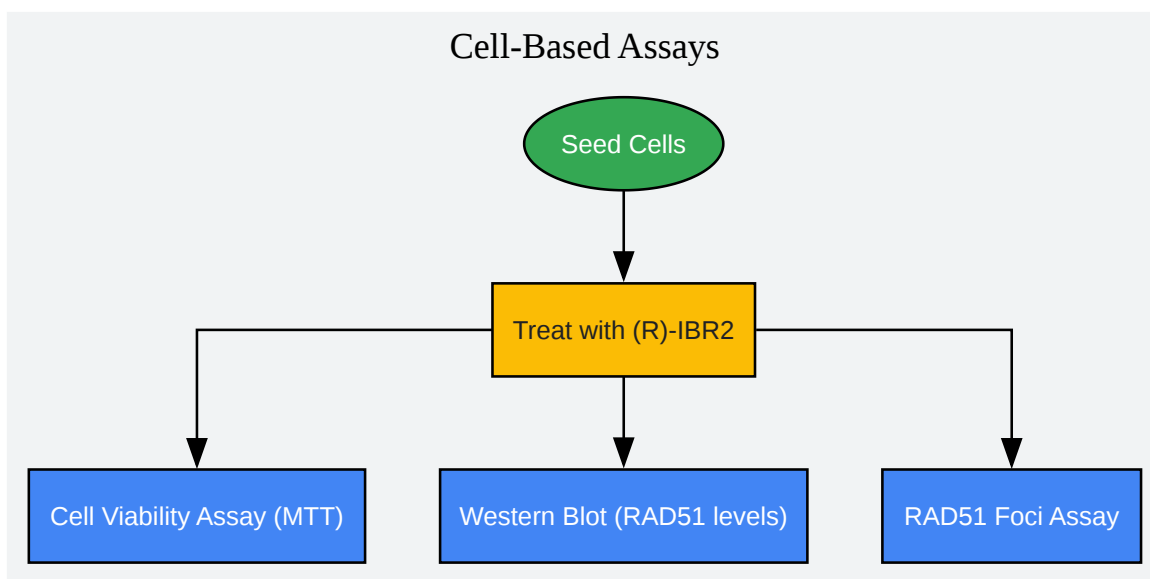 Cell-Based Assays
Seed Cells
Treat with (R)-IBR2
Cell Viability Assay (MTT)
Western Blot (RAD51 levels)
RAD51 Foci Assay